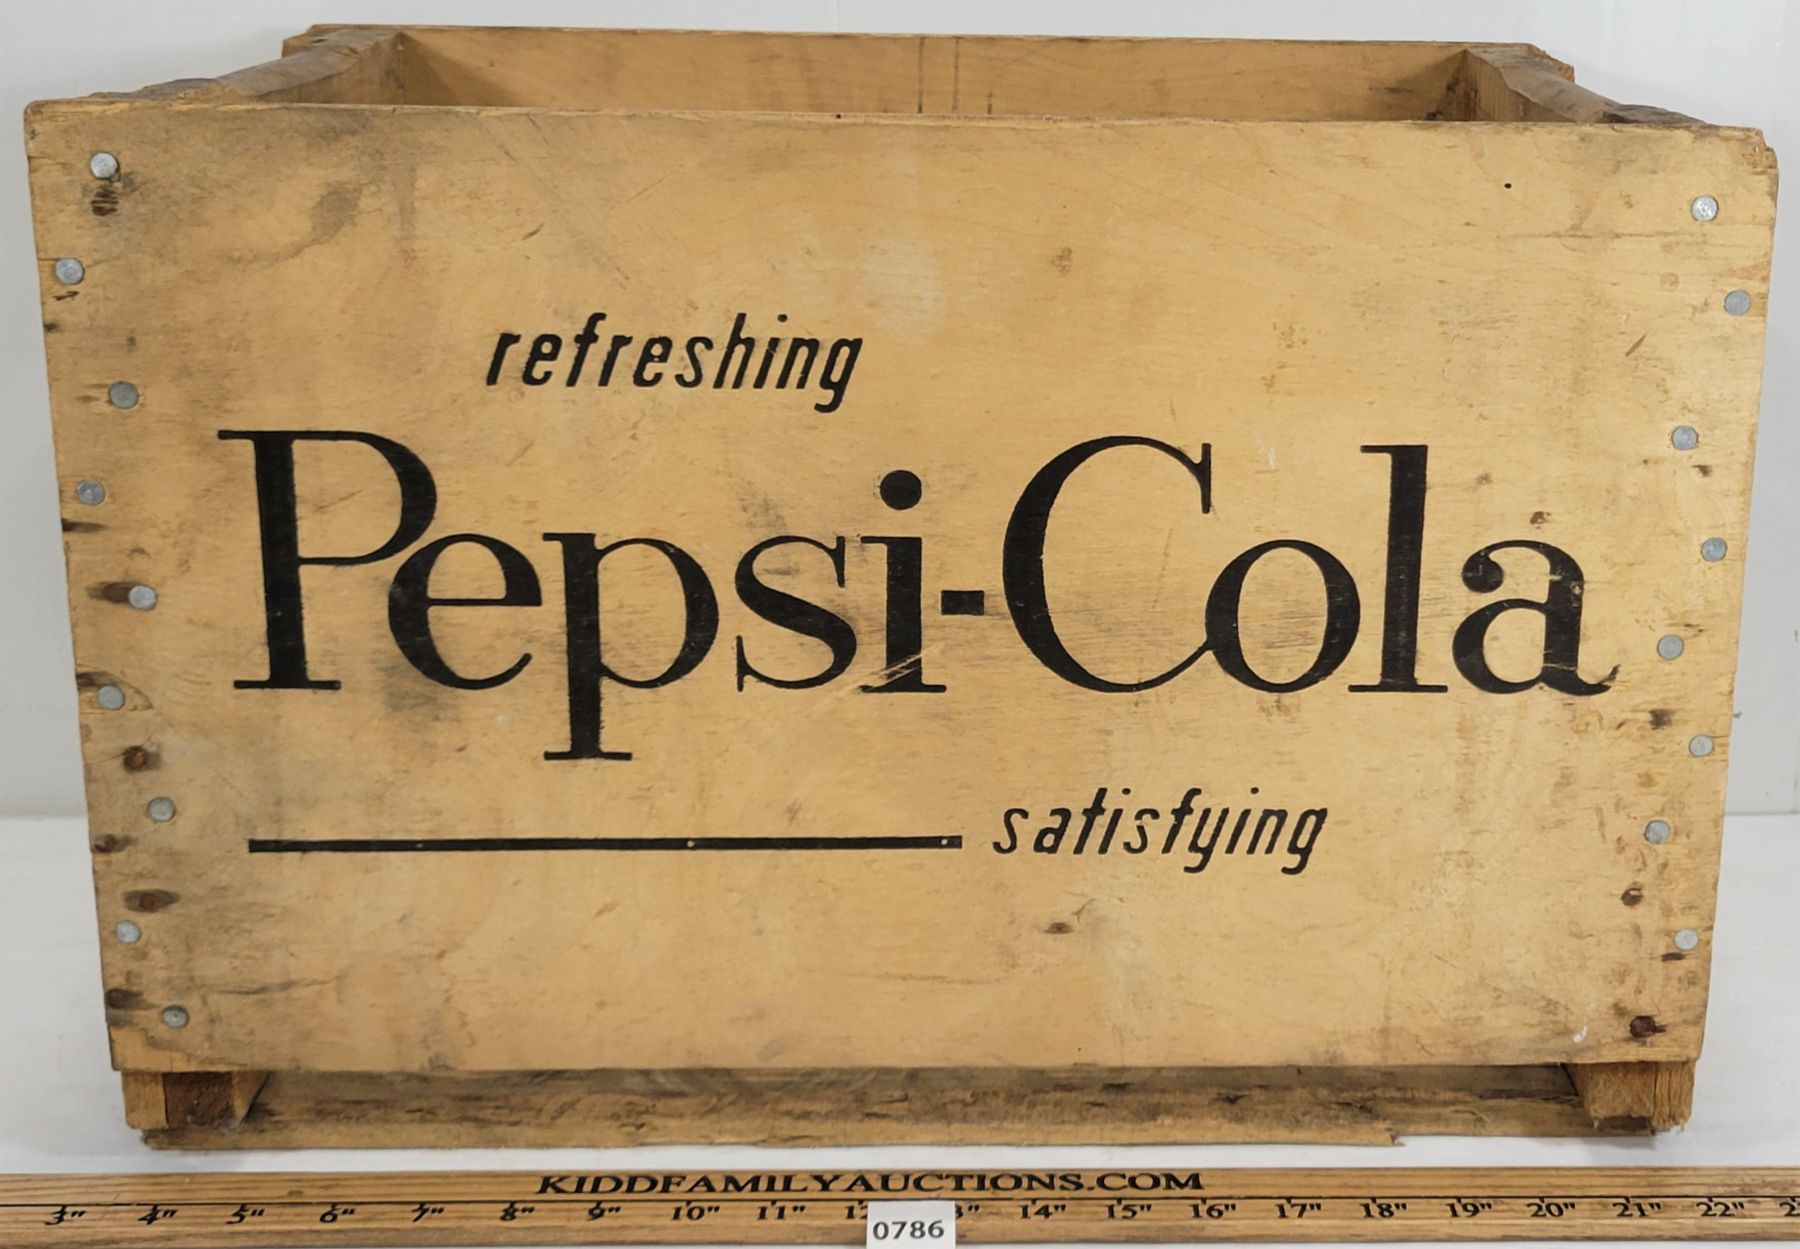 refreshing
Pepsi-Cola
satisfying
KIDDFAMILYAUCTIONS.COM
3" 4" 5" 6" 7" 8" 9" 10" 11" 14" 15" 16" 17" 18" 19" 20" 21" 22"
0786